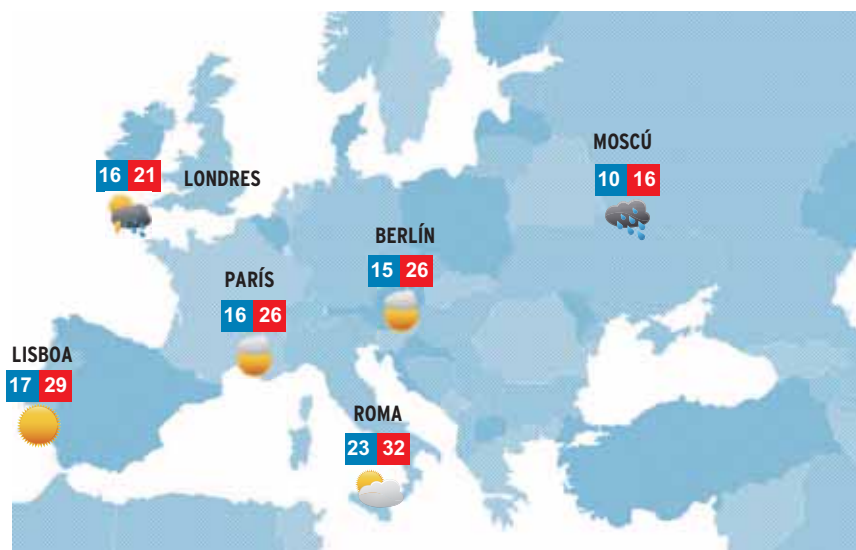 MOSCÚ
10 16
16 21 LONDRES
BERLÍN
15 26
PARÍS
16 26
LISBOA
17 29
ROMA
23 32